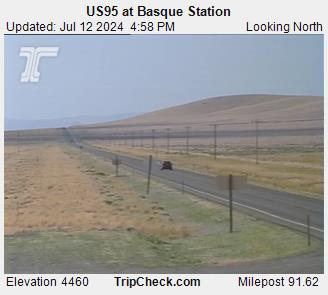 US95 at Basque Station
Updated: Jul 12 2024 4:58 PM Looking North
Elevation 4460 TripCheck.com Milepost 91.62